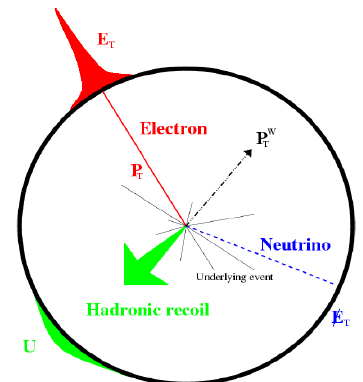 E_T
Electron
P_T^W
P_T
Neutrino
Underlying event
Hadronic recoil
E̸_T
U